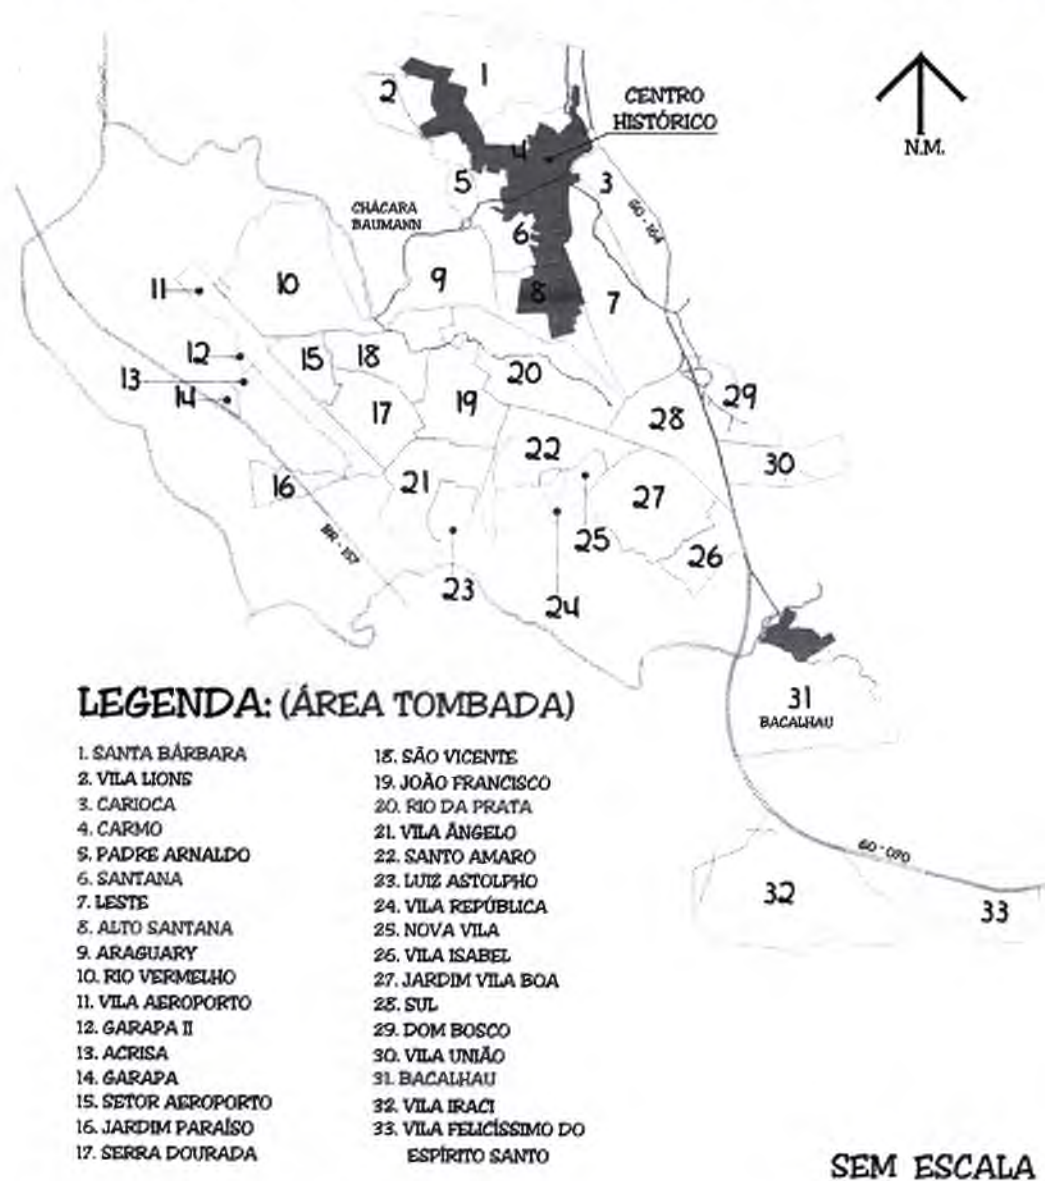 1
2
CENTRO
HISTÓRICO
N.M.
4
5
3
CHÁCARA
BAUMANN
GO - 164
6
9
10
11
8
7
12
15
18
13
14
20
29
17
19
28
22
30
16
21
27
25
26
BR - 157
23
24
31
BACALHAU
GO - 070
32
33
LEGENDA: (ÁREA TOMBADA)
1. SANTA BÁRBARA
2. VILA LIONS
3. CARIOCA
4. CARMO
5. PADRE ARNALDO
6. SANTANA
7. LESTE
8. ALTO SANTANA
9. ARAGUARY
10. RIO VERMELHO
11. VILA AEROPORTO
12. GARAPA II
13. ACRISA
14. GARAPA
15. SETOR AEROPORTO
16. JARDIM PARAÍSO
17. SERRA DOURADA
18. SÃO VICENTE
19. JOÃO FRANCISCO
20. RIO DA PRATA
21. VILA ÂNGELO
22. SANTO AMARO
23. LUIZ ASTOLPHO
24. VILA REPÚBLICA
25. NOVA VILA
26. VILA ISABEL
27. JARDIM VILA BOA
28. SUL
29. DOM BOSCO
30. VILA UNIÃO
31. BACALHAU
32. VILA IRACI
33. VILA FELICÍSSIMO DO
ESPÍRITO SANTO
SEM ESCALA